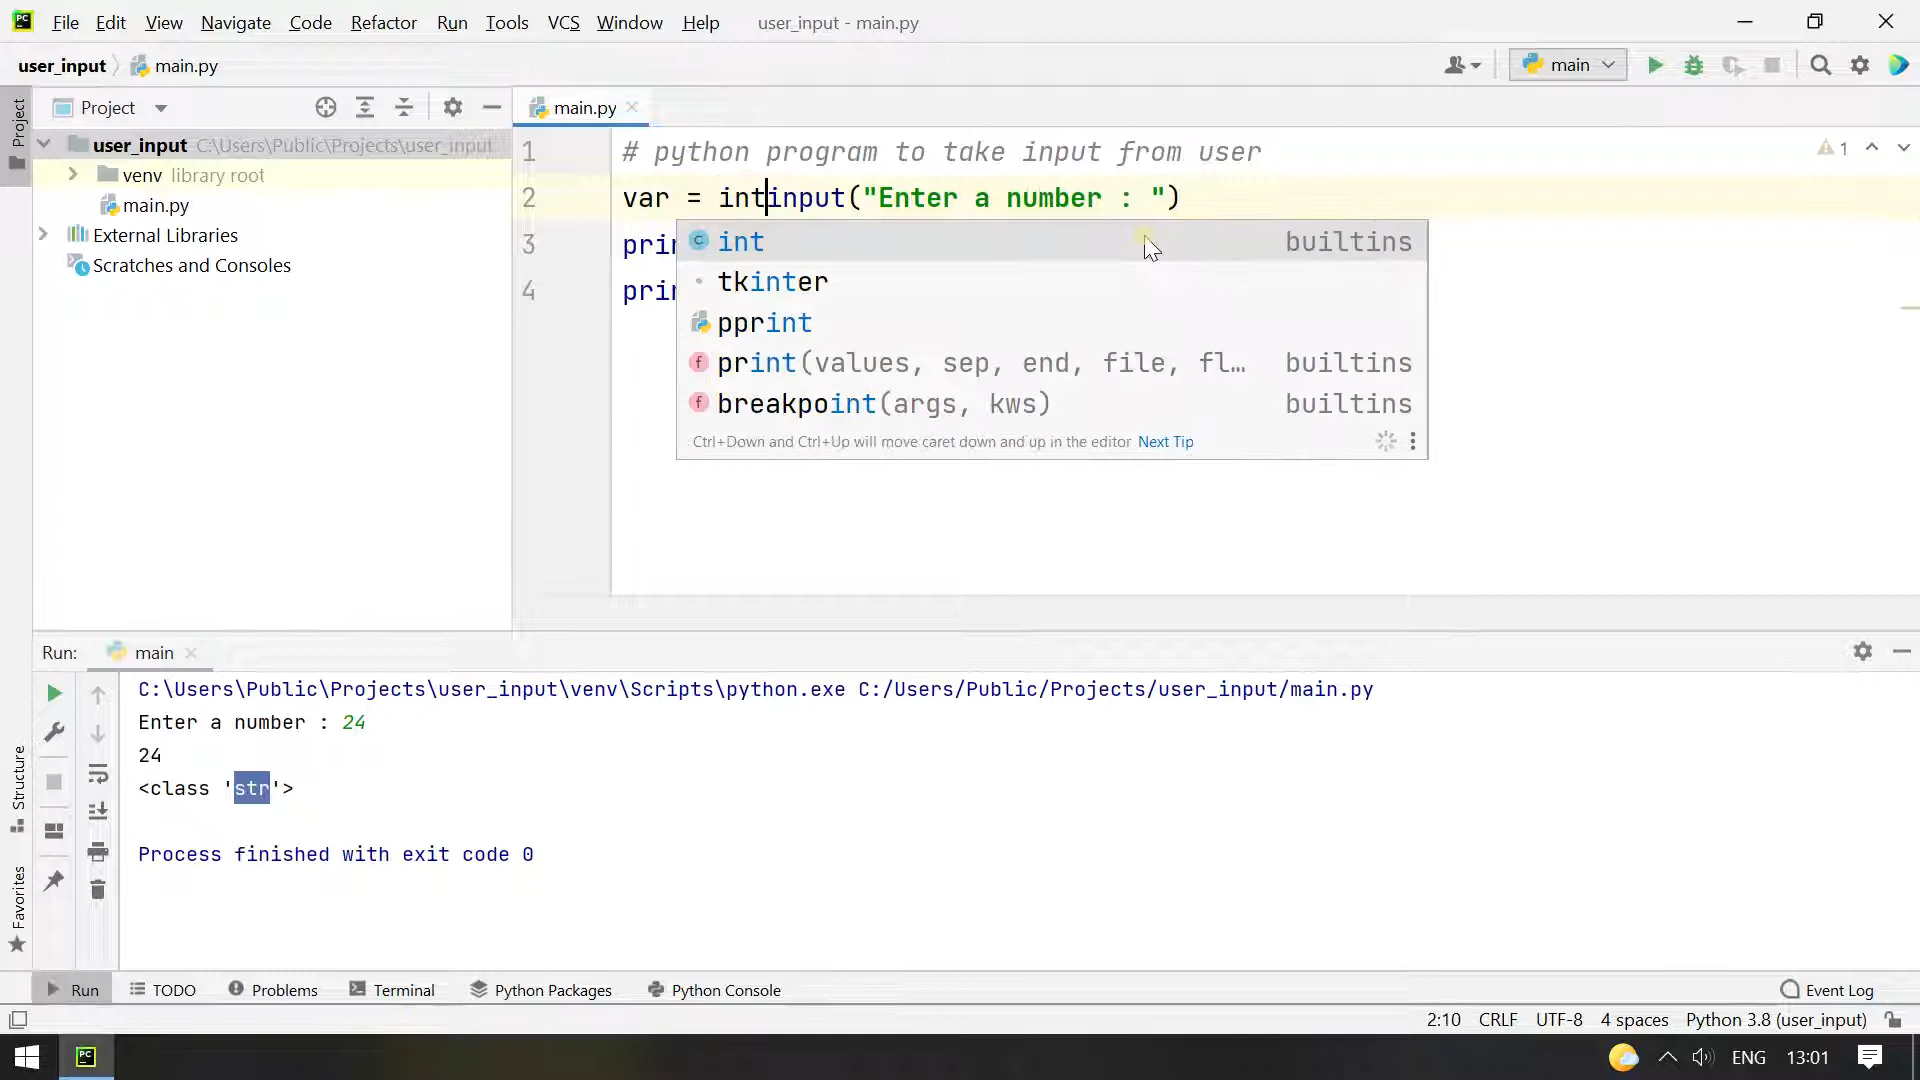 PC File Edit View Navigate Code Refactor Run Tools VCS Window Help user_input - main.py
user_input main.py main
Project
Project
main.py
user_input C:\Users\Public\Projects\user_input
venv library root
main.py
External Libraries
Scratches and Consoles
1 # python program to take input from user
1
2 var = intinput("Enter a number : ")
3 prin
4 prin
int builtins
tkinter
pprint
print(values, sep, end, file, fl… builtins
breakpoint(args, kws) builtins
Ctrl+Down and Ctrl+Up will move caret down and up in the editor Next Tip
Run: main
C:\Users\Public\Projects\user_input\venv\Scripts\python.exe C:/Users/Public/Projects/user_input/main.py
Enter a number : 24
24
<class 'str'>
Process finished with exit code 0
Structure
Favorites
Run TODO Problems Terminal Python Packages Python Console Event Log
2:10 CRLF UTF-8 4 spaces Python 3.8 (user_input)
PC ENG 13:01